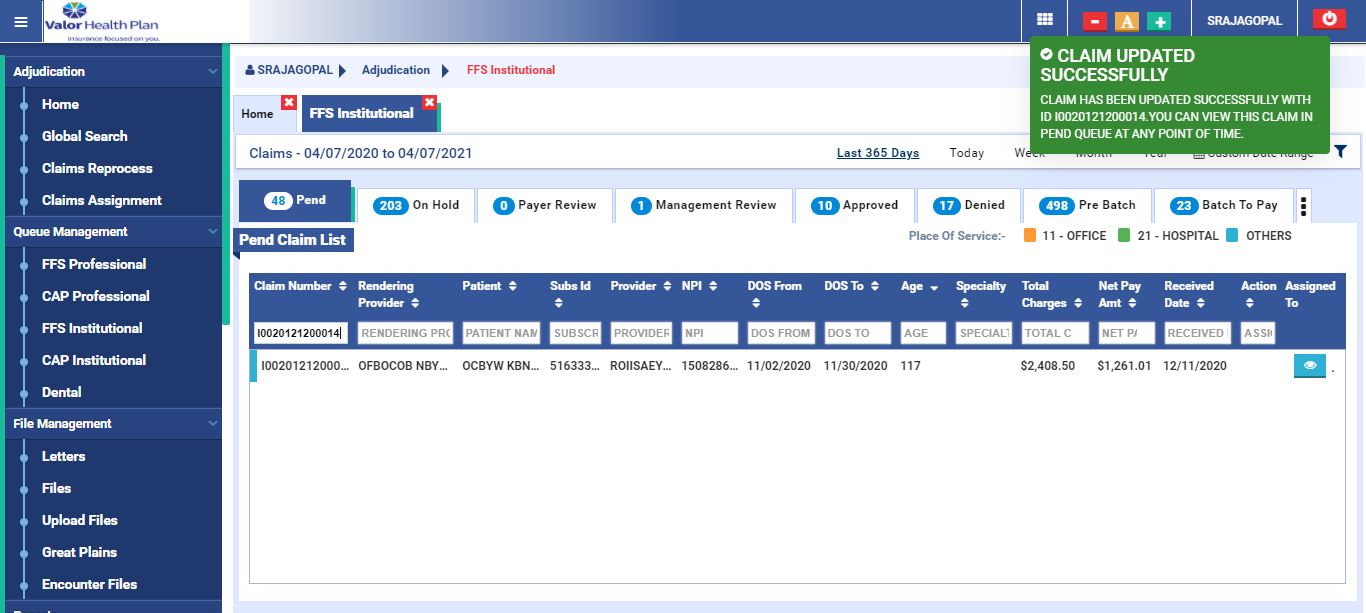 Valor Health Plan
Insurance focused on you.
A
SRAJAGOPAL
CLAIM UPDATED
SUCCESSFULLY
CLAIM HAS BEEN UPDATED SUCCESSFULLY WITH
ID I0020121200014.YOU CAN VIEW THIS CLAIM IN
PEND QUEUE AT ANY POINT OF TIME.
Adjudication
Home
Global Search
Claims Reprocess
Claims Assignment
Queue Management
FFS Professional
CAP Professional
FFS Institutional
CAP Institutional
Dental
File Management
Letters
Files
Upload Files
Great Plains
Encounter Files
SRAJAGOPAL Adjudication FFS Institutional
Home FFS Institutional
Claims - 04/07/2020 to 04/07/2021 Last 365 Days Today Week Month Year Custom Date Range
48 Pend 203 On Hold 0 Payer Review 1 Management Review 10 Approved 17 Denied 498 Pre Batch 23 Batch To Pay
Pend Claim List
Place Of Service:- 11 - OFFICE 21 - HOSPITAL OTHERS
Claim Number Rendering Patient Subs Id Provider NPI DOS From DOS To Age Specialty Total Net Pay Received Action Assigned
Provider Charges Amt Date To
I0020121200014 RENDERING PRO PATIENT NAM SUBSCR PROVIDER NPI DOS FROM DOS TO AGE SPECIALT TOTAL C NET PA RECEIVED ASSIG
I00201212000... OFBOCOB NBY... OCBYW KBN... 516333... ROIISAEY... 1508286... 11/02/2020 11/30/2020 117 $2,408.50 $1,261.01 12/11/2020 .